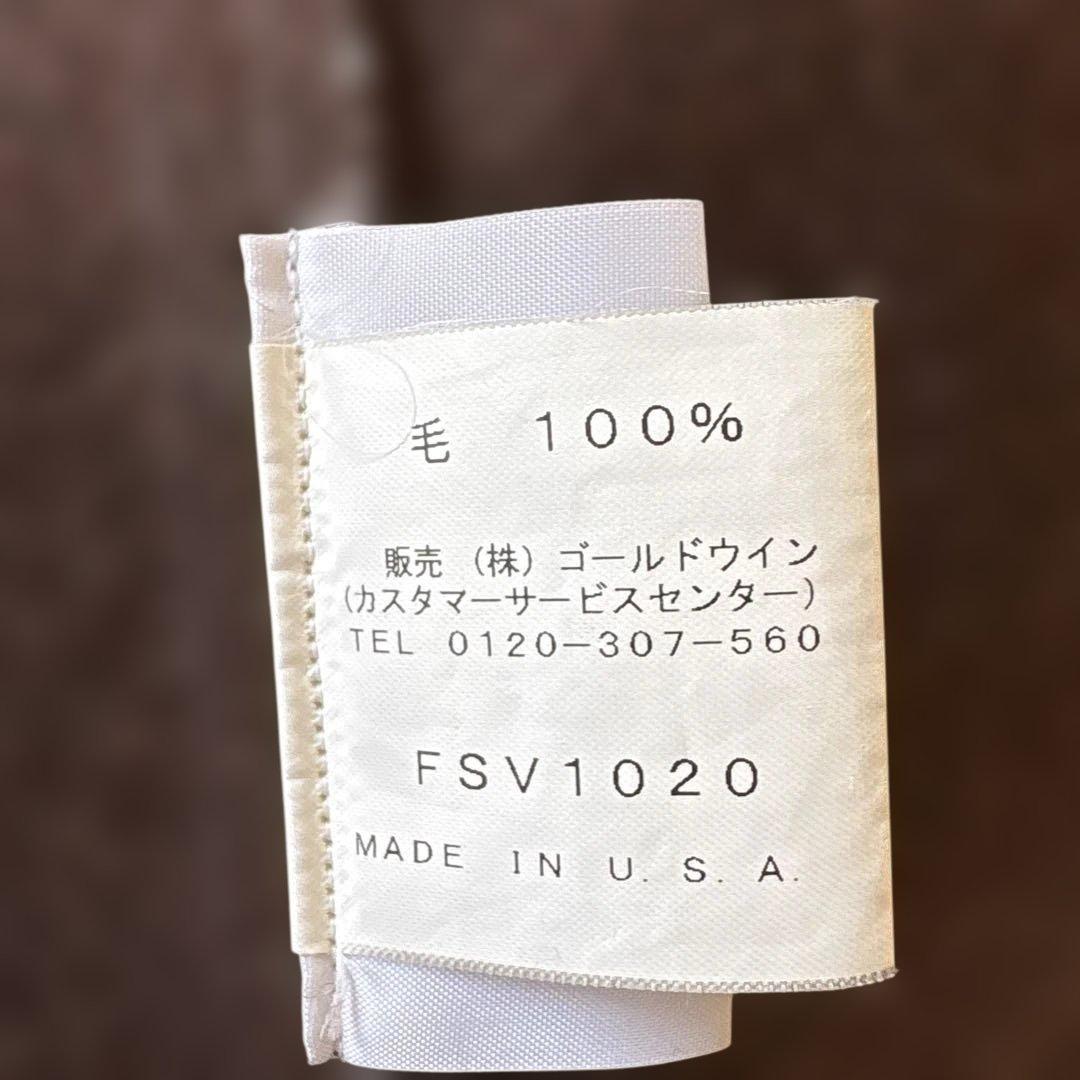 毛 100%
販売 (株) ゴールドウイン
(カスタマーサービスセンター)
TEL 0120-307-560
FSV1020
MADE IN U.S.A.